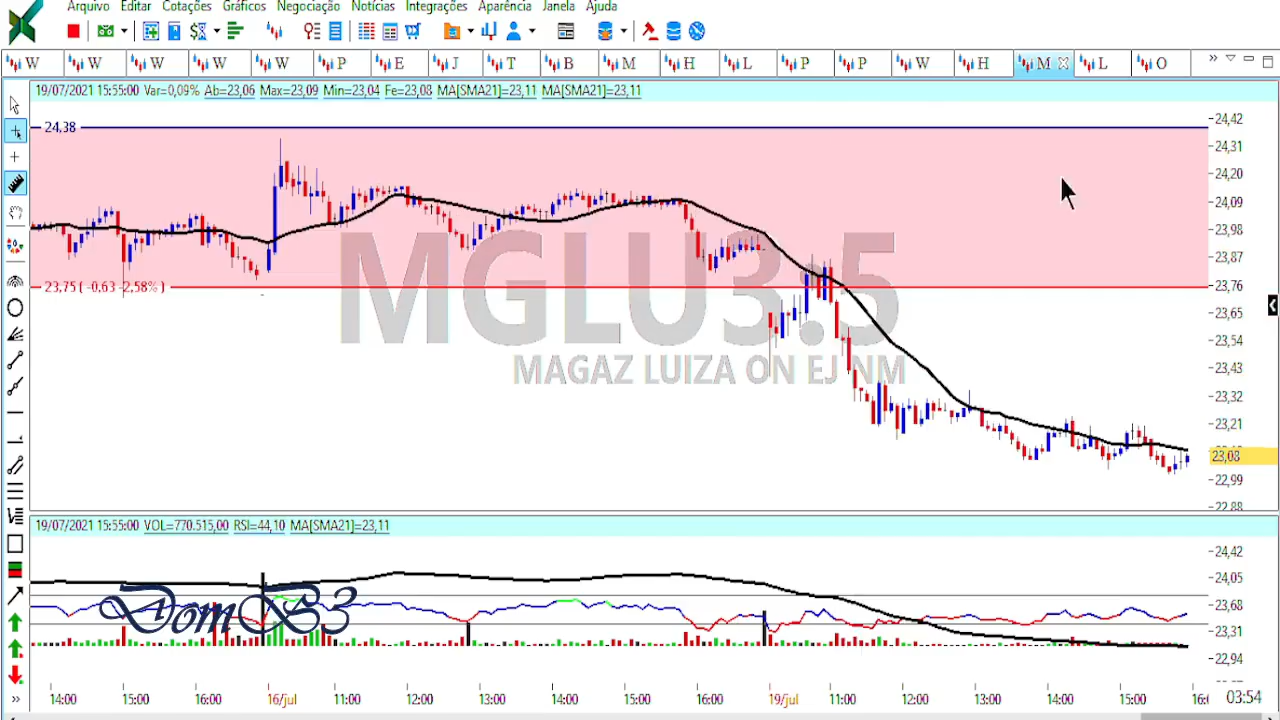 Arquivo Editar Cotações Gráficos Negociação Notícias Integrações Aparência Janela Ajuda
W W W W W P E J T B M H L P P W H M L O
19/07/2021 15:55:00 Var=0,09% Ab=23,06 Max=23,09 Min=23,04 Fe=23,08 MA[SMA21]=23,11 MA[SMA21]=23,11
24,38
24,42
24,31
24,20
24,09
23,98
23,87
23,75 ( -0,63 -2,58% )
23,76
23,65
23,54
23,43
23,32
23,21
23,08
22,99
22,88
MGLU3:5
MAGAZ LUIZA ON EJ NM
19/07/2021 15:55:00 VOL=770.515,00 RSI=44,10 MA[SMA21]=23,11
24,42
24,05
23,68
23,31
22,94
DomB3
14:00 15:00 16:00 16/jul 11:00 12:00 13:00 14:00 15:00 16:00 19/jul 11:00 12:00 13:00 14:00 15:00
03:54